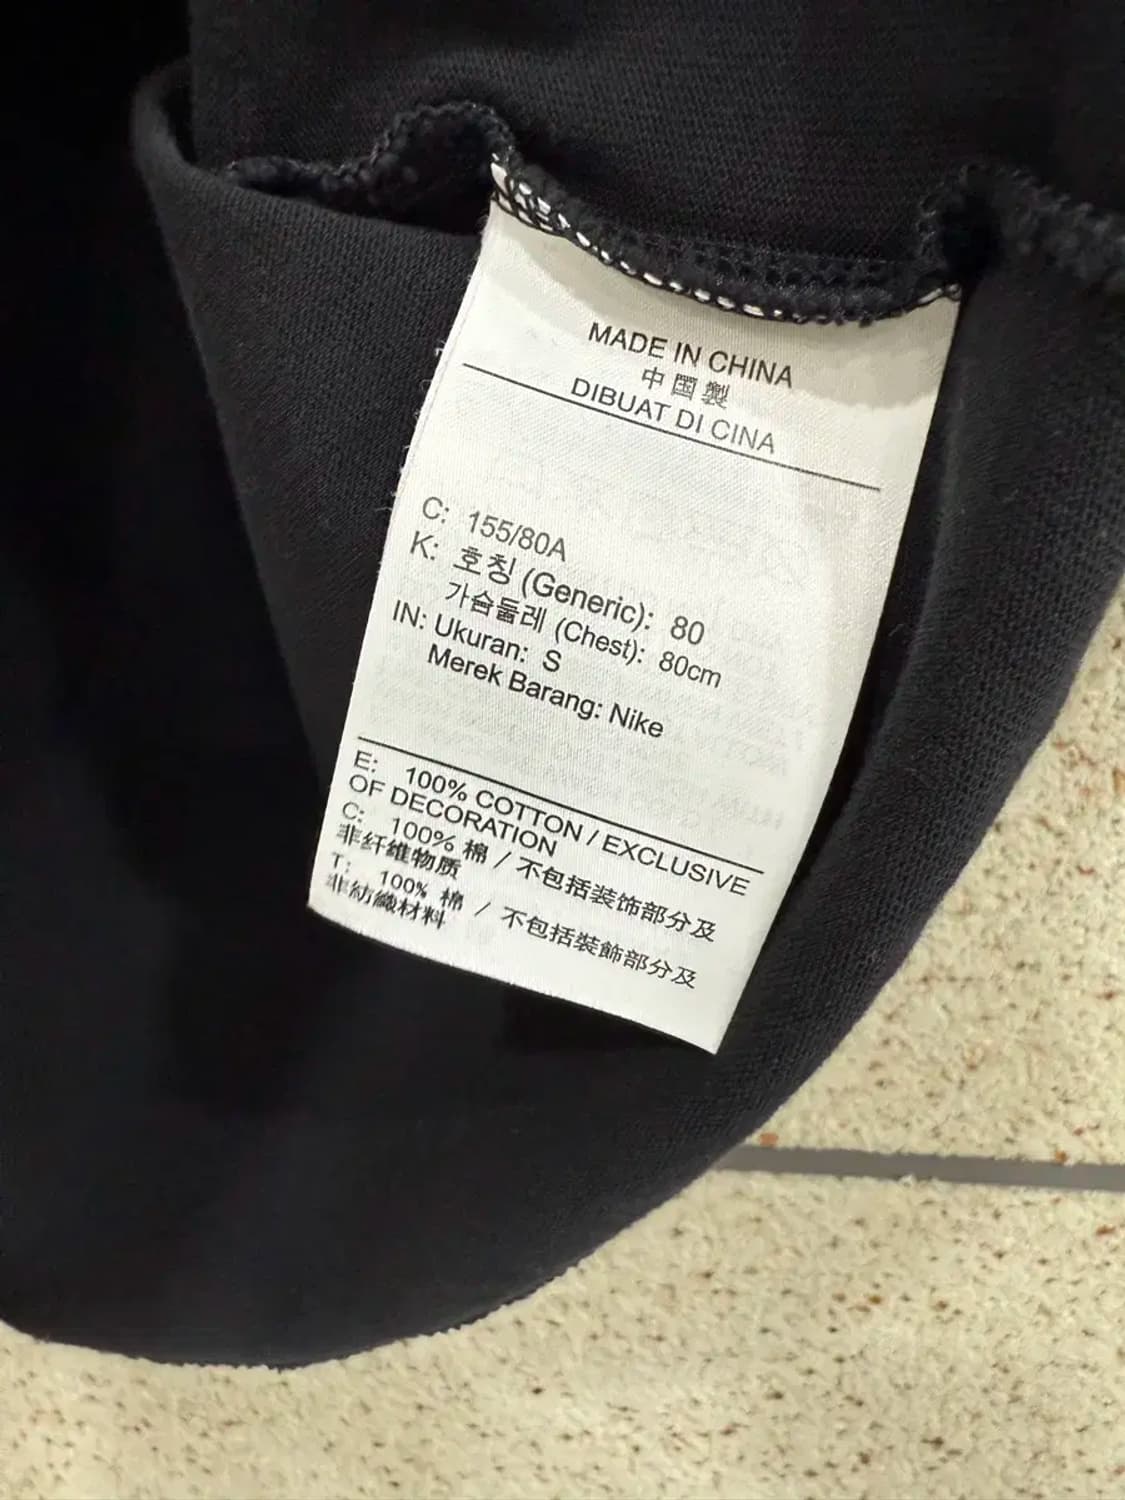 MADE IN CHINA
中国製
DIBUAT DI CINA
C: 155/80A
K: 호칭 (Generic): 80
가슴둘레 (Chest): 80cm
IN: Ukuran: S
Merek Barang: Nike
E: 100% COTTON / EXCLUSIVE
OF DECORATION
C: 100% 棉 / 不包括装饰部分及
非纤维物质
T: 100% 棉 / 不包括裝飾部分及
非紡織材料